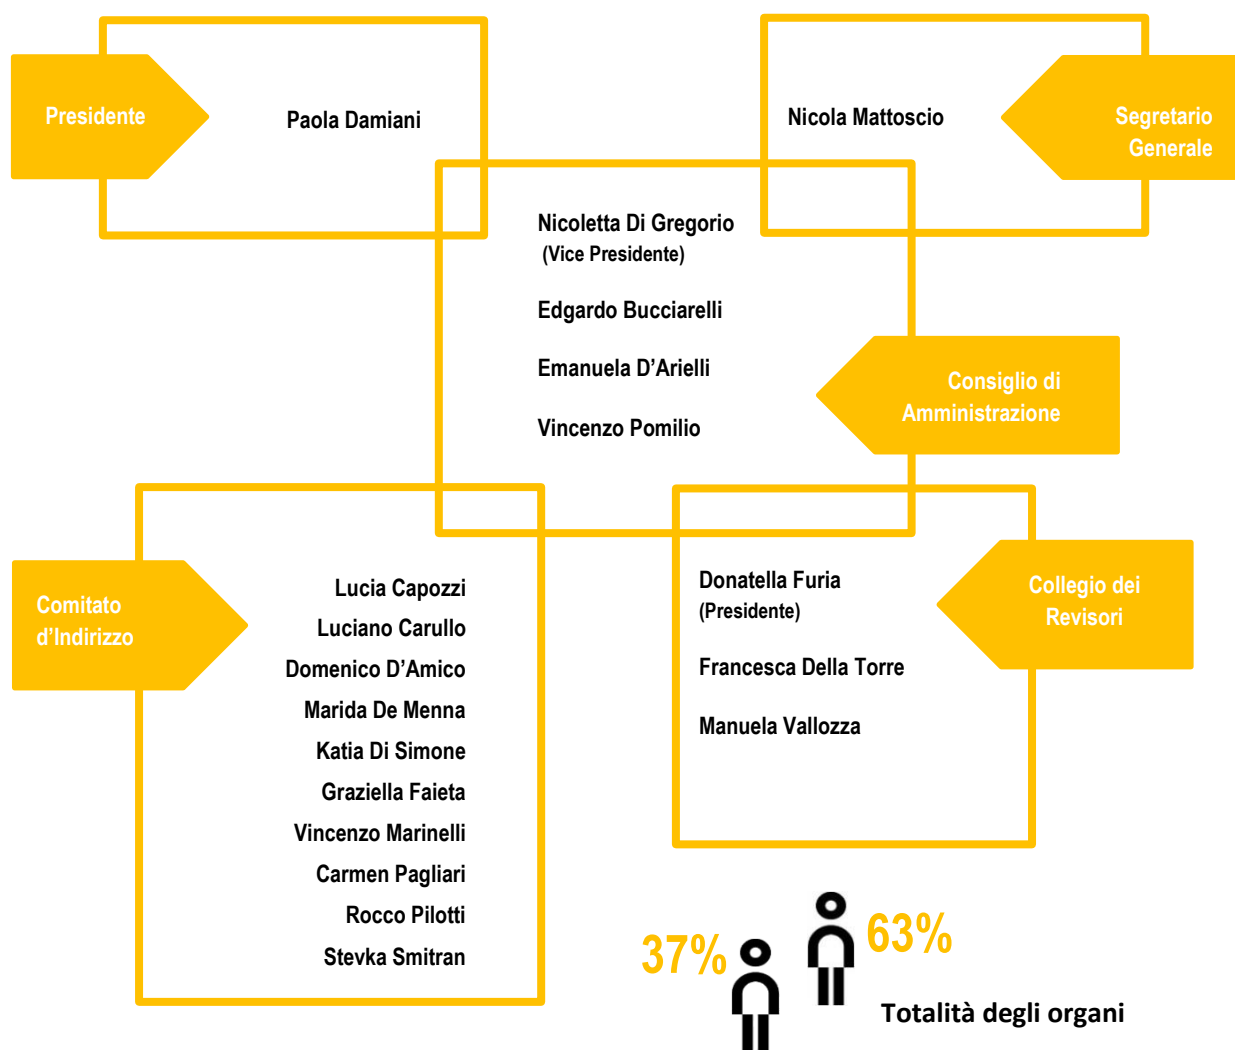 Presidente
Paola Damiani
Nicola Mattoscio
Segretario
Generale
Nicoletta Di Gregorio
(Vice Presidente)
Edgardo Bucciarelli
Emanuela D'Arielli
Vincenzo Pomilio
Consiglio di
Amministrazione
Comitato
d'Indirizzo
Lucia Capozzi
Luciano Carullo
Domenico D'Amico
Marida De Menna
Katia Di Simone
Graziella Faieta
Vincenzo Marinelli
Carmen Pagliari
Rocco Pilotti
Stevka Smitran
Donatella Furia
(Presidente)
Francesca Della Torre
Manuela Vallozza
Collegio dei
Revisori
37%
63%
Totalità degli organi